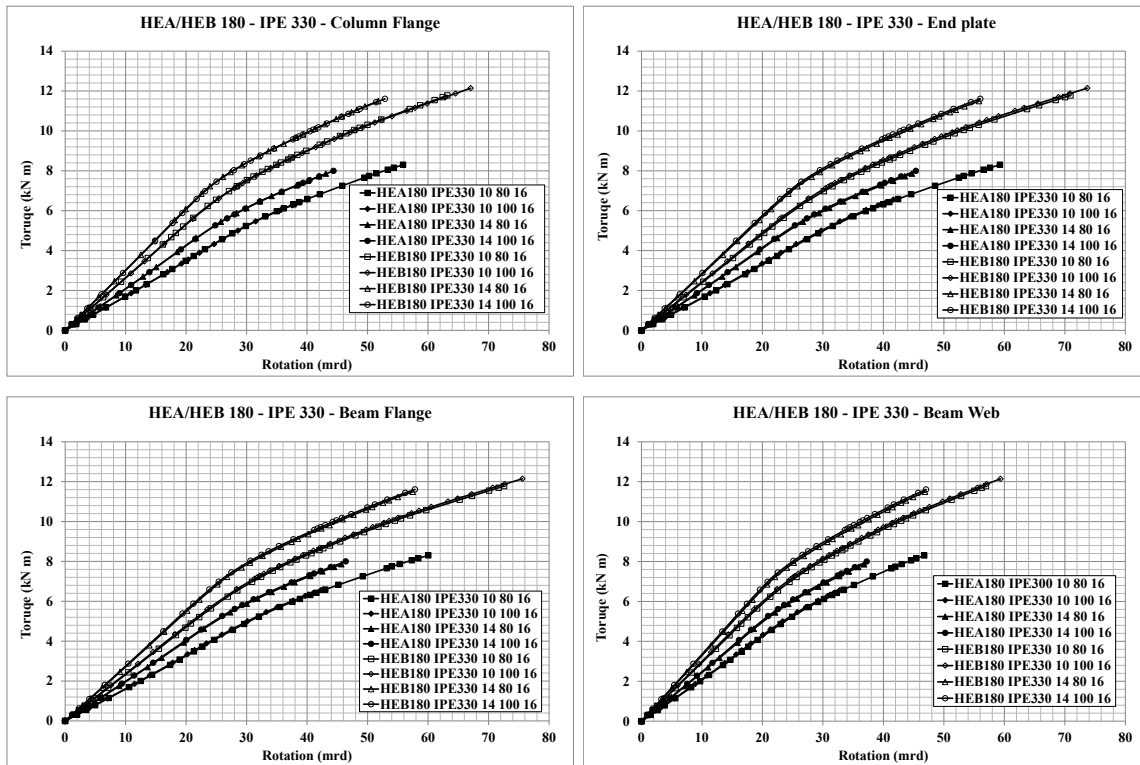 HEA/HEB 180 - IPE 330 - Column Flange
14
12
10
8
6
4
2
0
Toruqe (kN m)
0 10 20 30 40 50 60 70 80
Rotation (mrd)
HEA180 IPE330 10 80 16
HEA180 IPE330 10 100 16
HEA180 IPE330 14 80 16
HEA180 IPE330 14 100 16
HEB180 IPE330 10 80 16
HEB180 IPE330 10 100 16
HEB180 IPE330 14 80 16
HEB180 IPE330 14 100 16
HEA/HEB 180 - IPE 330 - End plate
14
12
10
8
6
4
2
0
Toruqe (kN m)
0 10 20 30 40 50 60 70 80
Rotation (mrd)
HEA180 IPE330 10 80 16
HEA180 IPE330 10 100 16
HEA180 IPE330 14 80 16
HEA180 IPE330 14 100 16
HEB180 IPE330 10 80 16
HEB180 IPE330 10 100 16
HEB180 IPE330 14 80 16
HEB180 IPE330 14 100 16
HEA/HEB 180 - IPE 330 - Beam Flange
14
12
10
8
6
4
2
0
Toruqe (kN m)
0 10 20 30 40 50 60 70 80
Rotation (mrd)
HEA180 IPE330 10 80 16
HEA180 IPE330 10 100 16
HEA180 IPE330 14 80 16
HEA180 IPE330 14 100 16
HEB180 IPE330 10 80 16
HEB180 IPE330 10 100 16
HEB180 IPE330 14 80 16
HEB180 IPE330 14 100 16
HEA/HEB 180 - IPE 330 - Beam Web
14
12
10
8
6
4
2
0
Toruqe (kN m)
0 10 20 30 40 50 60 70 80
Rotation (mrd)
HEA180 IPE300 10 80 16
HEA180 IPE330 10 100 16
HEA180 IPE330 14 80 16
HEA180 IPE330 14 100 16
HEB180 IPE330 10 80 16
HEB180 IPE330 10 100 16
HEB180 IPE330 14 80 16
HEB180 IPE330 14 100 16